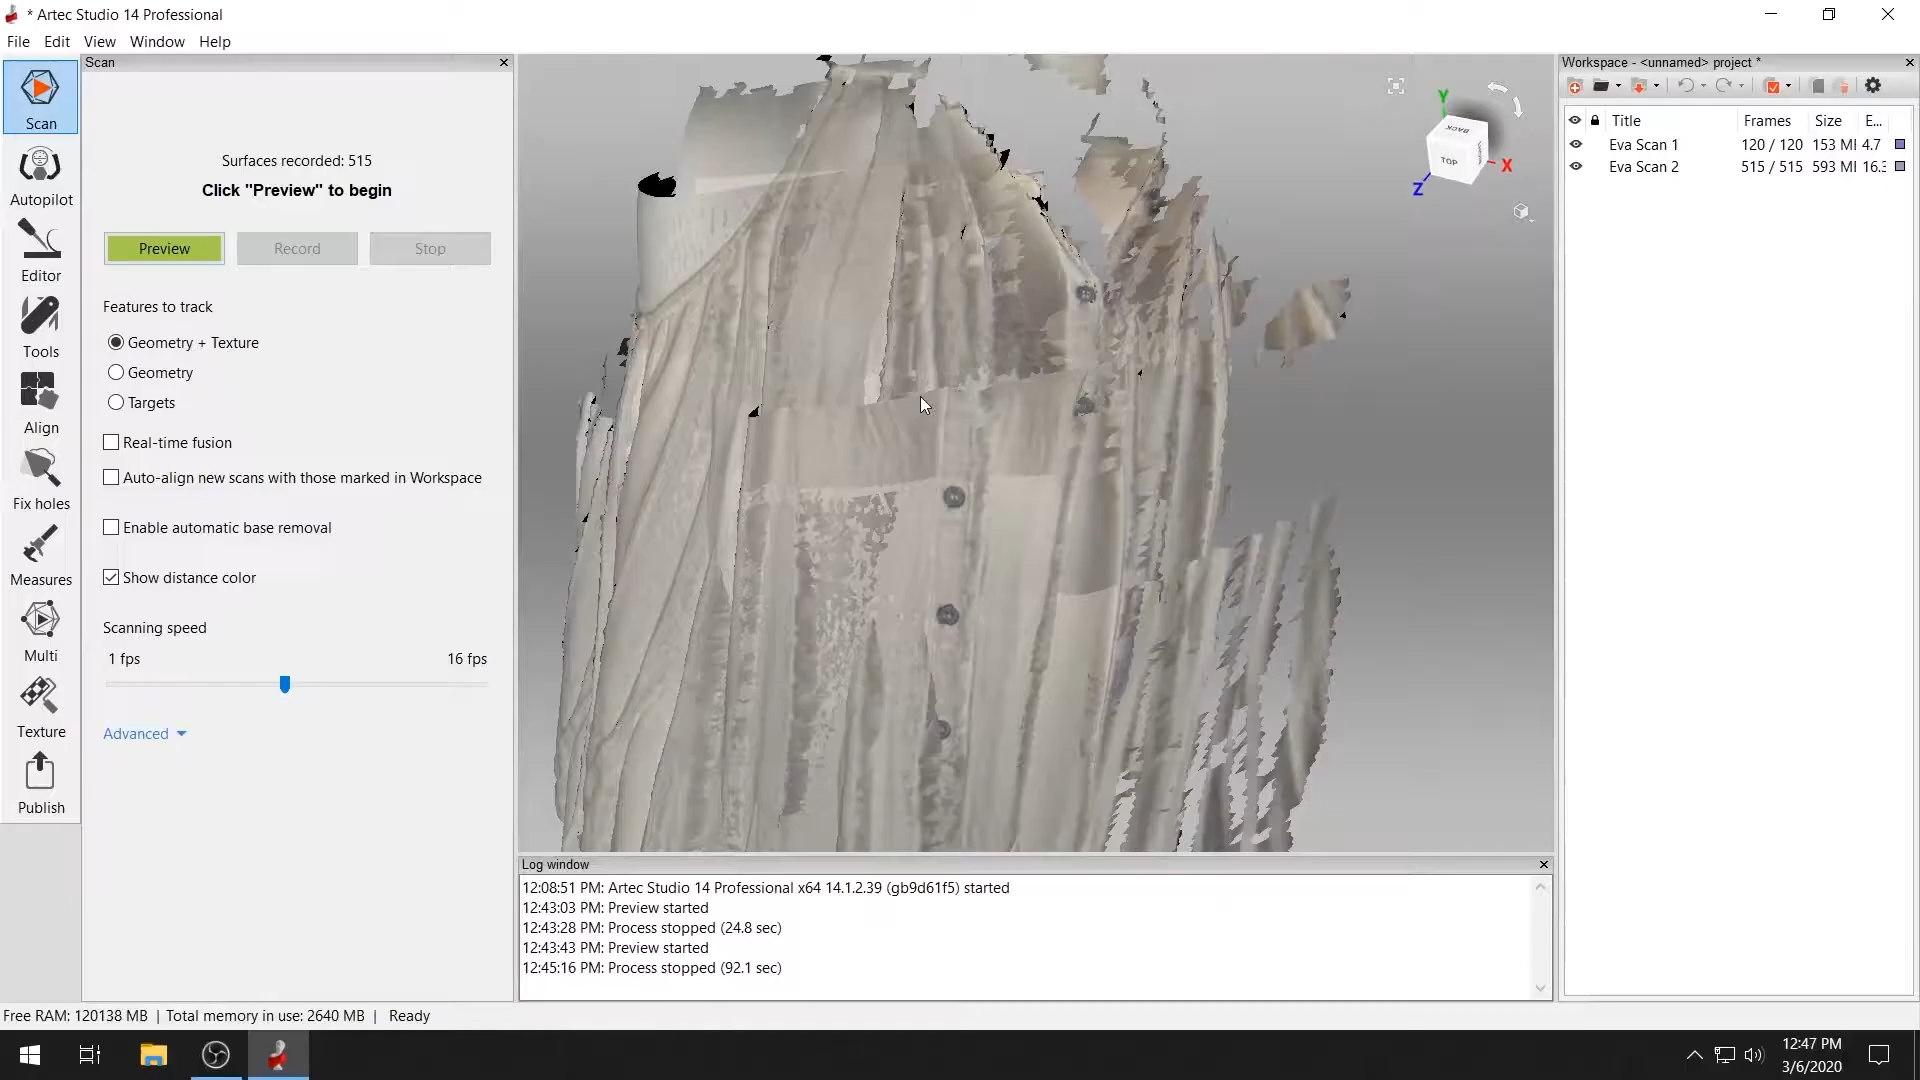 * Artec Studio 14 Professional
File Edit View Window Help
Scan
Autopilot
Editor
Tools
Align
Fix holes
Measures
Multi
Texture
Publish
Scan
Surfaces recorded: 515
Click "Preview" to begin
Preview Record Stop
Features to track
Geometry + Texture
Geometry
Targets
Real-time fusion
Auto-align new scans with those marked in Workspace
Enable automatic base removal
Show distance color
Scanning speed
1 fps 16 fps
Advanced
Y
BACK
TOP
X
Z
Log window
12:08:51 PM: Artec Studio 14 Professional x64 14.1.2.39 (gb9d61f5) started
12:43:03 PM: Preview started
12:43:28 PM: Process stopped (24.8 sec)
12:43:43 PM: Preview started
12:45:16 PM: Process stopped (92.1 sec)
Workspace - <unnamed> project *
Title Frames Size E...
Eva Scan 1 120 / 120 153 MI 4.7
Eva Scan 2 515 / 515 593 MI 16.3
Free RAM: 120138 MB | Total memory in use: 2640 MB | Ready
12:47 PM
3/6/2020